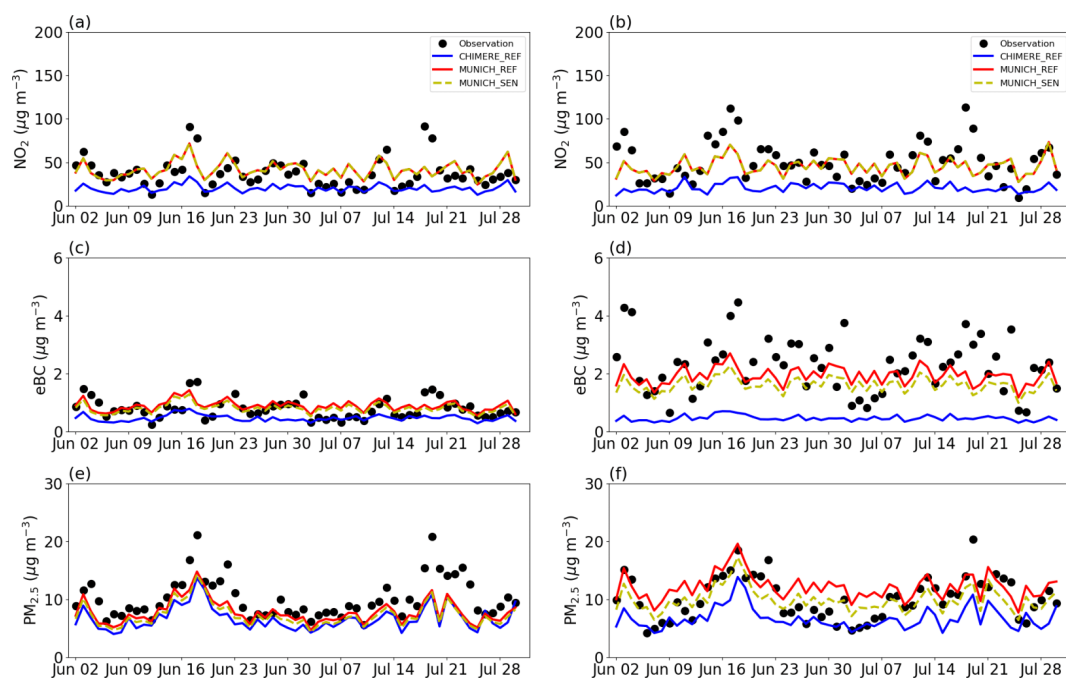 (a)
NO₂ (μg m⁻³)
200
150
100
50
0
Observation
CHIMERE_REF
MUNICH_REF
MUNICH_SEN
Jun 02 Jun 09 Jun 16 Jun 23 Jun 30 Jul 07 Jul 14 Jul 21 Jul 28
(b)
NO₂ (μg m⁻³)
200
150
100
50
0
Observation
CHIMERE_REF
MUNICH_REF
MUNICH_SEN
Jun 02 Jun 09 Jun 16 Jun 23 Jun 30 Jul 07 Jul 14 Jul 21 Jul 28
(c)
eBC (μg m⁻³)
6
4
2
0
Jun 02 Jun 09 Jun 16 Jun 23 Jun 30 Jul 07 Jul 14 Jul 21 Jul 28
(d)
eBC (μg m⁻³)
6
4
2
0
Jun 02 Jun 09 Jun 16 Jun 23 Jun 30 Jul 07 Jul 14 Jul 21 Jul 28
(e)
PM₂.₅ (μg m⁻³)
30
20
10
0
Jun 02 Jun 09 Jun 16 Jun 23 Jun 30 Jul 07 Jul 14 Jul 21 Jul 28
(f)
PM₂.₅ (μg m⁻³)
30
20
10
0
Jun 02 Jun 09 Jun 16 Jun 23 Jun 30 Jul 07 Jul 14 Jul 21 Jul 28